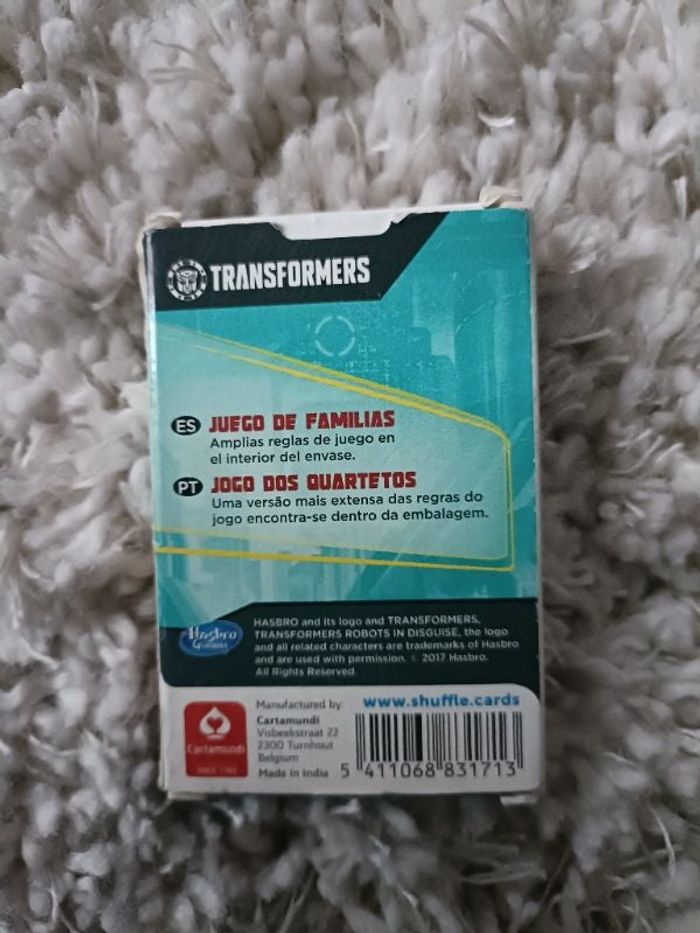 TRANSFORMERS
ES JUEGO DE FAMILIAS
Amplias reglas de juego en
el interior del envase.
PT JOGO DOS QUARTETOS
Uma versão mais extensa das regras do
jogo encontra-se dentro da embalagem.
Hasbro
Gaming
HASBRO and its logo and TRANSFORMERS,
TRANSFORMERS ROBOTS IN DISGUISE, the logo
and all related characters are trademarks of Hasbro
and are used with permission. © 2017 Hasbro.
All Rights Reserved.
Cartamundi
Manufactured by:
Cartamundi
Visbeekstraat 22
2300 Turnhout
Belgium
Made in India
www.shuffle.cards
5 411068 831713